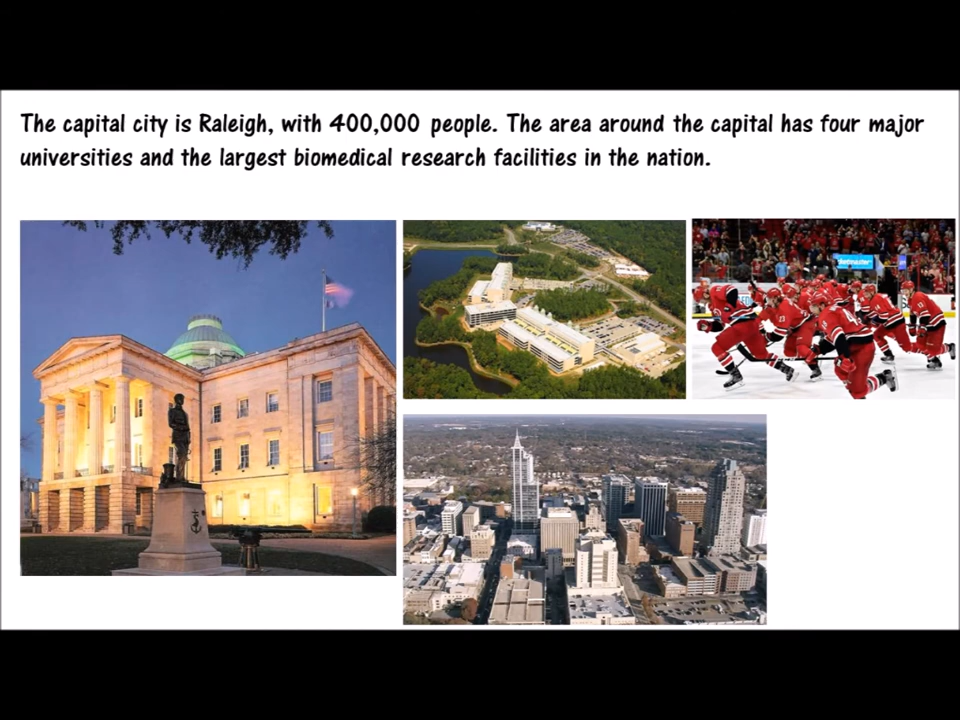 The capital city is Raleigh, with 400,000 people. The area around the capital has four major
universities and the largest biomedical research facilities in the nation.
ticketmaster